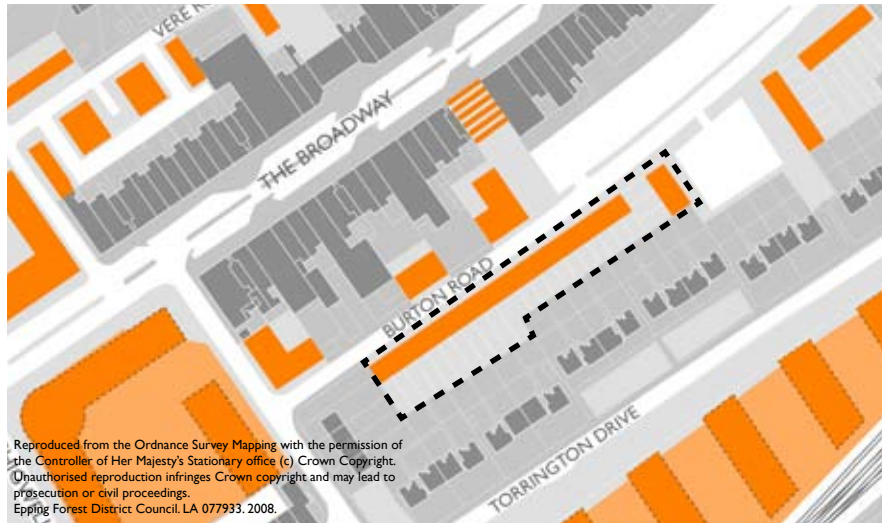 THE BROADWAY
BURTON ROAD
TORRINGTON DRIVE
Reproduced from the Ordnance Survey Mapping with the permission of
the Controller of Her Majesty's Stationary office (c) Crown Copyright.
Unauthorised reproduction infringes Crown copyright and may lead to
prosecution or civil proceedings.
Epping Forest District Council. LA 077933. 2008.
VERE